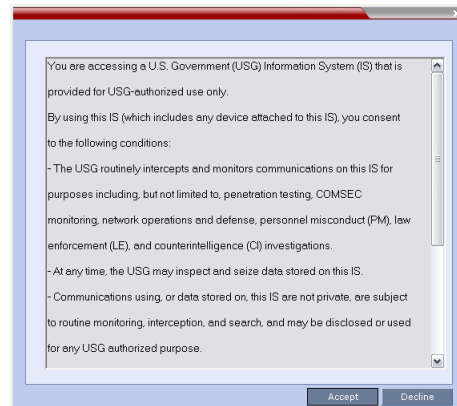 You are accessing a U.S. Government (USG) Information System (IS) that is
provided for USG-authorized use only.
By using this IS (which includes any device attached to this IS), you consent
to the following conditions:
- The USG routinely intercepts and monitors communications on this IS for
purposes including, but not limited to, penetration testing, COMSEC
monitoring, network operations and defense, personnel misconduct (PM), law
enforcement (LE), and counterintelligence (CI) investigations.
- At any time, the USG may inspect and seize data stored on this IS.
- Communications using, or data stored on, this IS are not private, are subject
to routine monitoring, interception, and search, and may be disclosed or used
for any USG authorized purpose.
Accept Decline